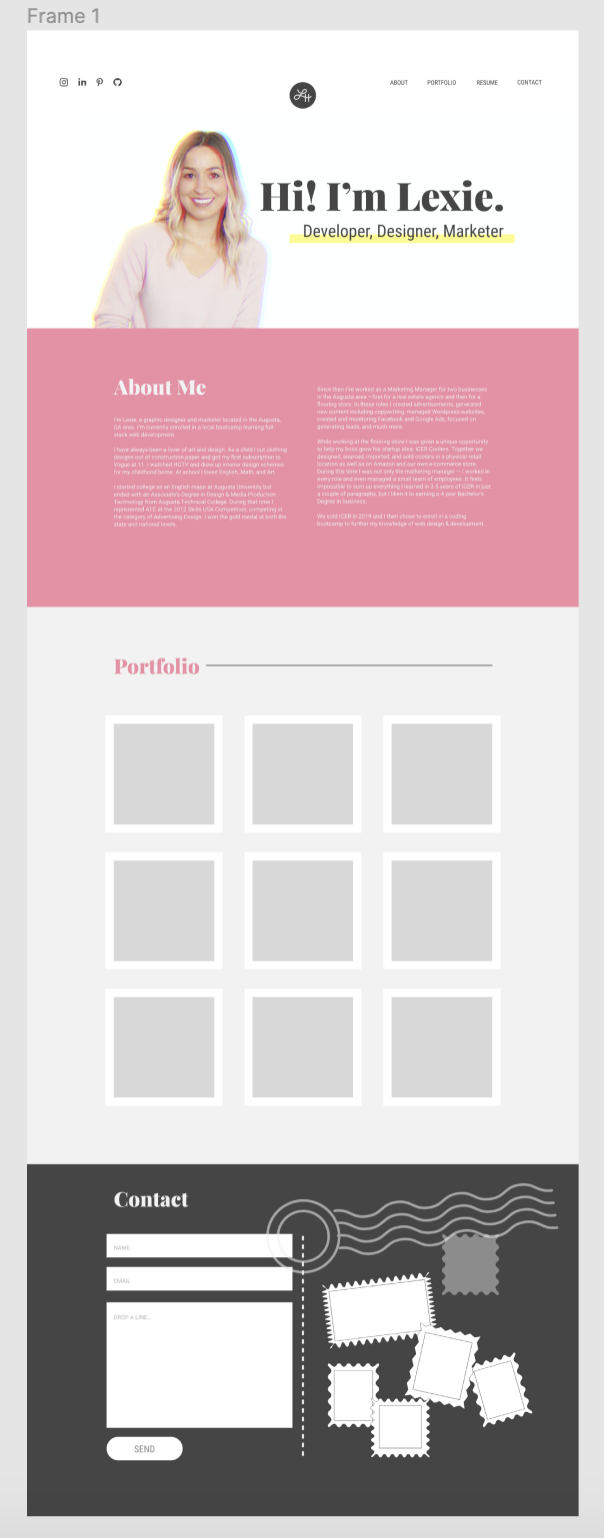 Frame 1
ABOUT PORTFOLIO RESUME CONTACT
LH
Hi! I'm Lexie.
Developer, Designer, Marketer
About Me
I'm Lexie, a graphic designer and marketer located in the Augusta,
GA area. I'm currently enrolled in a local bootcamp learning full-
stack web development.
I have always been a lover of art and design. As a child I cut clothing
designs out of construction paper and got my first subscription to
Vogue at 11. I watched HGTV and drew up interior design schemes
for my childhood home. At school I loved English, Math, and Art.
I started college as an English major at Augusta University but
ended with an Associate's Degree in Design & Media Production
Technology from Augusta Technical College. During that time I
represented ATC at the 2012 Skills USA Competition, competing in
the category of Advertising Design. I won the gold medal at both the
state and national levels.
Since then I've worked as a Marketing Manager for two businesses
in the Augusta area – first for a real estate agency and then for a
flooring store. In these roles I created advertisements, generated
new content including copywriting, managed Wordpress websites,
created and monitoring Facebook and Google Ads, focused on
generating leads, and much more.
While working at the flooring store I was given a unique opportunity
to help my boss grow his startup idea: ICER Coolers. Together we
designed, sourced, imported, and sold coolers in a physical retail
location as well as on Amazon and our own e-commerce store.
During this time I was not only the marketing manager – I worked in
every role and even managed a small team of employees. It feels
impossible to sum up everything I learned in 3.5 years of ICER in just
a couple of paragraphs, but I liken it to earning a 4 year Bachelor's
Degree in business.
We sold ICER in 2019 and I then chose to enroll in a coding
bootcamp to further my knowledge of web design & development.
Portfolio
Contact
NAME
EMAIL
DROP A LINE...
SEND